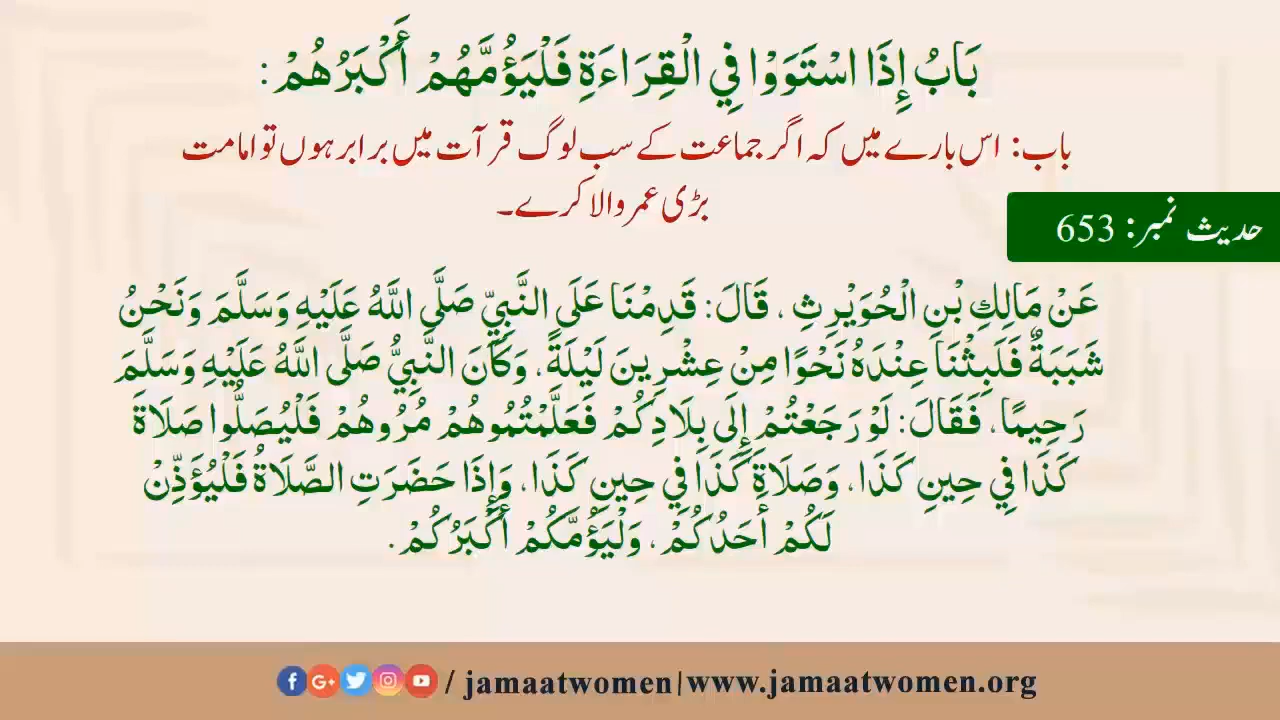 بَابُ إِذَا اسْتَوَوْا فِي الْقِرَاءَةِ فَلْيَؤُمَّهُمْ أَكْبَرُهُمْ :
باب: اس بارے میں کہ اگر جماعت کے سب لوگ قرآت میں برابر ہوں تو امامت
بڑی عمر والا کرے۔
حدیث نمبر: 653
عَنْ مَالِكِ بْنِ الْحُوَيْرِثِ ، قَالَ: قَدِمْنَا عَلَى النَّبِيِّ صَلَّى اللَّهُ عَلَيْهِ وَسَلَّمَ وَنَحْنُ
شَبَبَةٌ فَلَبِثْنَا عِنْدَهُ نَحْوًا مِنْ عِشْرِينَ لَيْلَةً، وَكَانَ النَّبِيُّ صَلَّى اللَّهُ عَلَيْهِ وَسَلَّمَ
رَحِيمًا، فَقَالَ: لَوْ رَجَعْتُمْ إِلَى بِلَادِكُمْ فَعَلَّمْتُمُوهُمْ مُرُوهُمْ فَلْيُصَلُّوا صَلَاةَ
كَذَا فِي حِينِ كَذَا، وَصَلَاةَ كَذَا فِي حِينِ كَذَا، وَإِذَا حَضَرَتِ الصَّلَاةُ فَلْيُؤَذِّنْ
لَكُمْ أَحَدُكُمْ، وَلْيَؤُمَّكُمْ أَكْبَرُكُمْ.
/ jamaatwomen|www.jamaatwomen.org